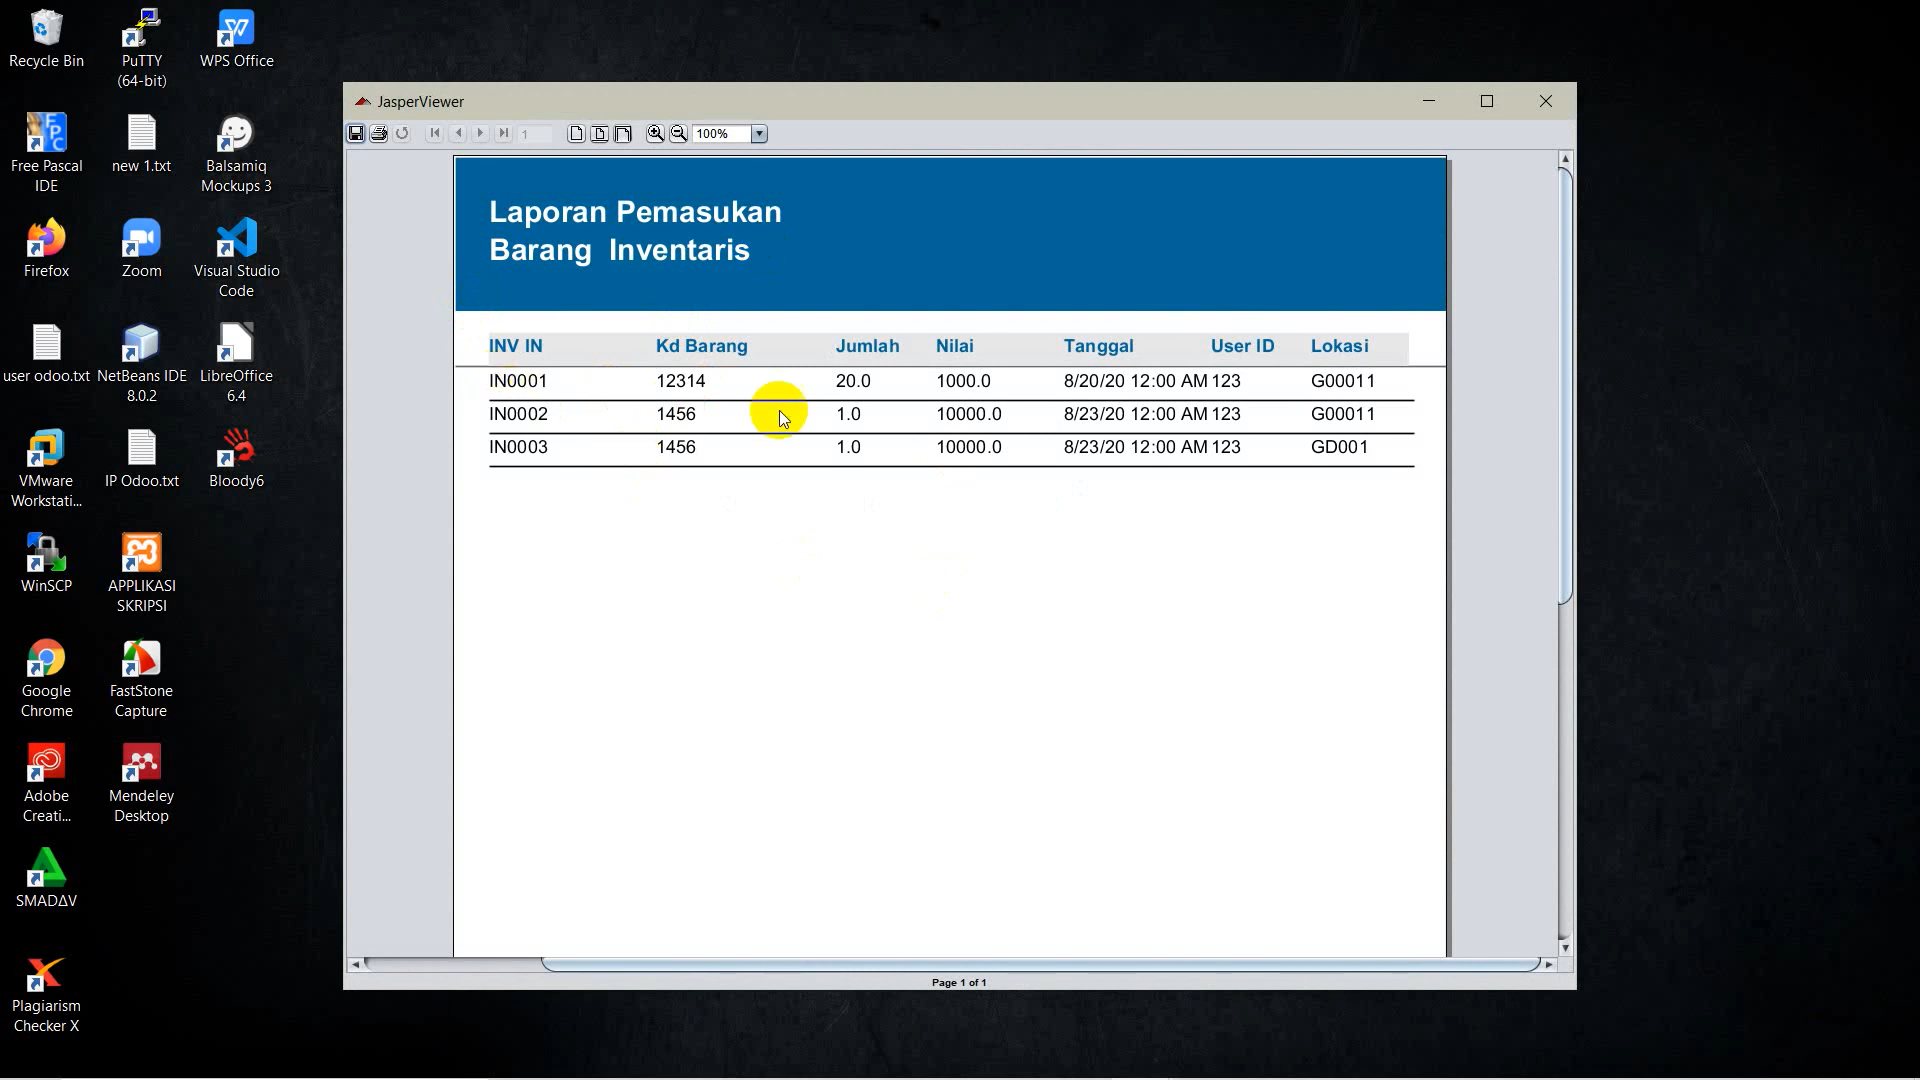 Recycle Bin
PuTTY
(64-bit)
WPS Office
Free Pascal
IDE
new 1.txt
Balsamiq
Mockups 3
Firefox
Zoom
Visual Studio
Code
user odoo.txt
NetBeans IDE
8.0.2
LibreOffice
6.4
VMware
Workstati...
IP Odoo.txt
Bloody6
WinSCP
APPLIKASI
SKRIPSI
Google
Chrome
FastStone
Capture
Adobe
Creati...
Mendeley
Desktop
SMADΔV
Plagiarism
Checker X
JasperViewer
1
100%
Laporan Pemasukan
Barang Inventaris
INV IN Kd Barang Jumlah Nilai Tanggal User ID Lokasi
IN0001 12314 20.0 1000.0 8/20/20 12:00 AM 123 G00011
IN0002 1456 1.0 10000.0 8/23/20 12:00 AM 123 G00011
IN0003 1456 1.0 10000.0 8/23/20 12:00 AM 123 GD001
Page 1 of 1